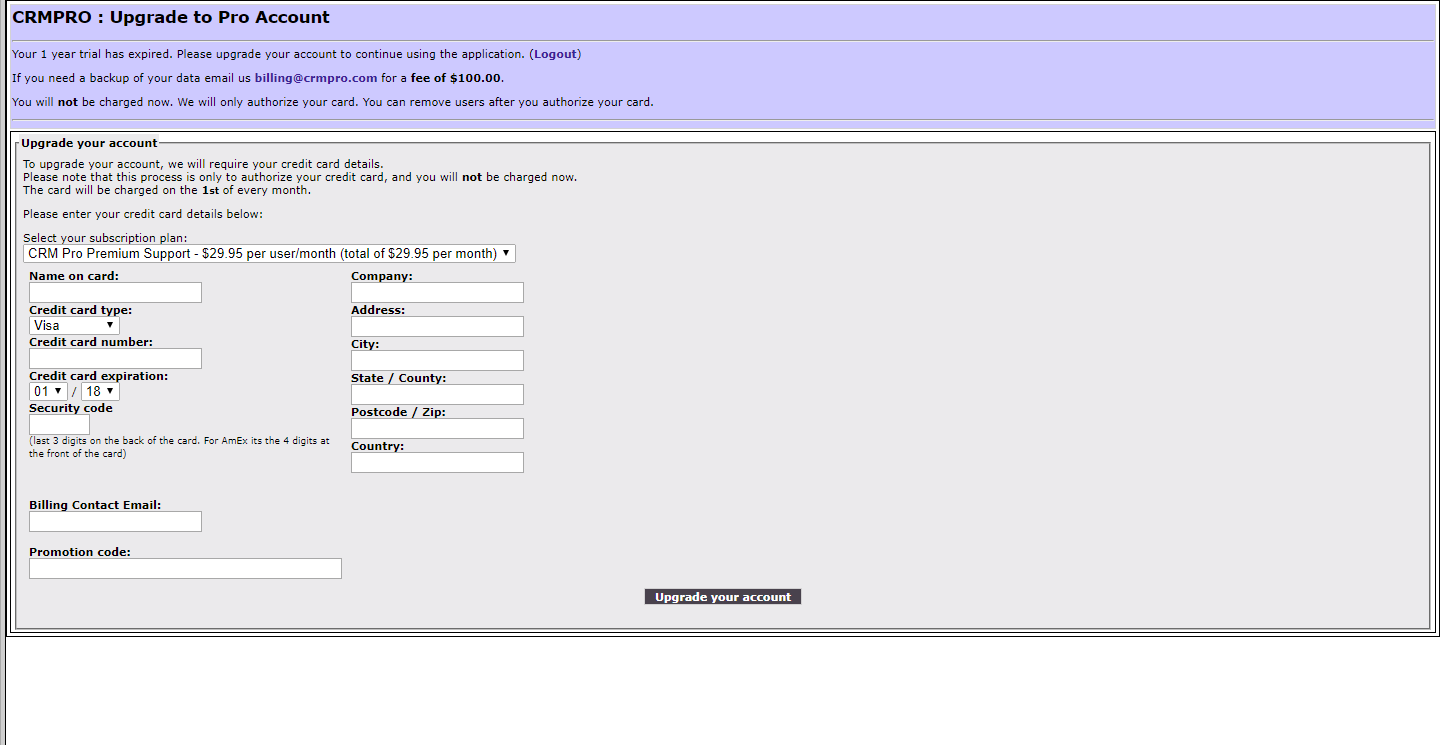 CRMPRO : Upgrade to Pro Account
Your 1 year trial has expired. Please upgrade your account to continue using the application. (Logout)
If you need a backup of your data email us billing@crmpro.com for a fee of $100.00.
You will not be charged now. We will only authorize your card. You can remove users after you authorize your card.
Upgrade your account
To upgrade your account, we will require your credit card details.
Please note that this process is only to authorize your credit card, and you will not be charged now.
The card will be charged on the 1st of every month.
Please enter your credit card details below:
Select your subscription plan:
CRM Pro Premium Support - $29.95 per user/month (total of $29.95 per month)
Name on card:
Credit card type:
Visa
Credit card number:
Credit card expiration:
01 / 18
Security code
(last 3 digits on the back of the card. For AmEx its the 4 digits at
the front of the card)
Company:
Address:
City:
State / County:
Postcode / Zip:
Country:
Billing Contact Email:
Promotion code:
Upgrade your account